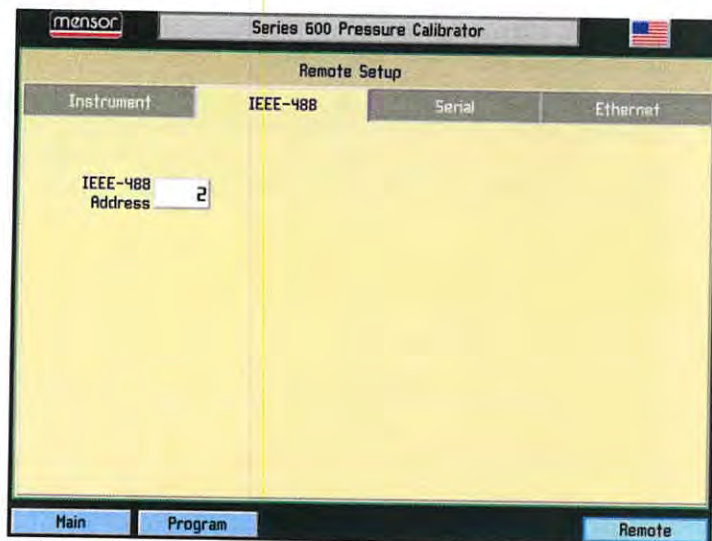 mensor
Series 600 Pressure Calibrator
Remote Setup
Instrument
IEEE-488
Serial
Ethernet
IEEE-488
Address
2
Main
Program
Remote